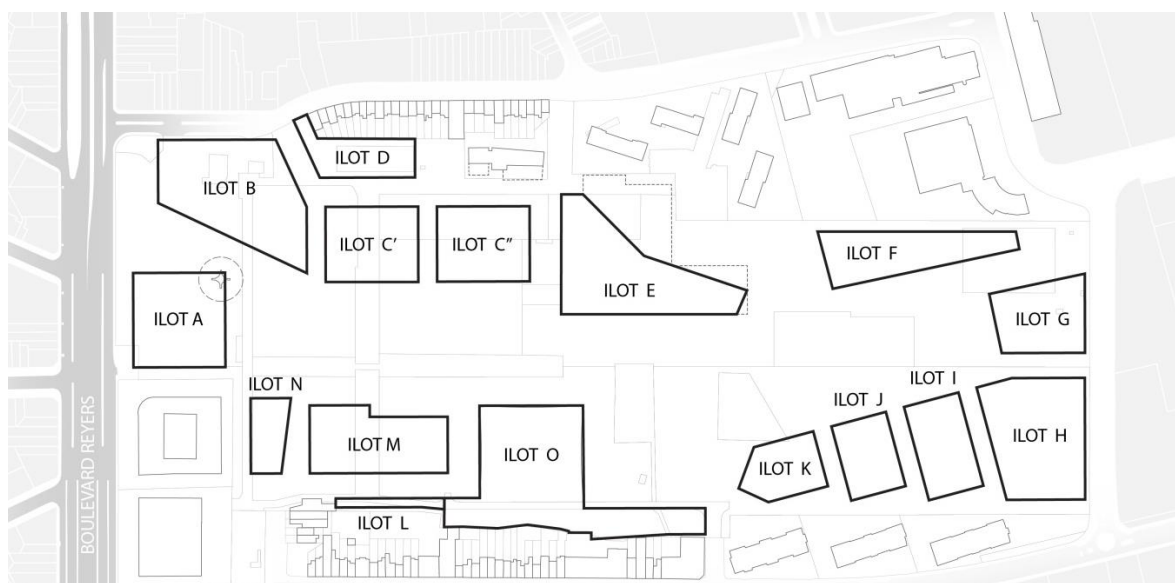 ILOT D
ILOT B
ILOT C'
ILOT C"
ILOT F
ILOT E
ILOT A
ILOT G
ILOT N
ILOT I
ILOT J
ILOT M
ILOT O
ILOT H
ILOT K
ILOT L
BOULEVARD REYERS